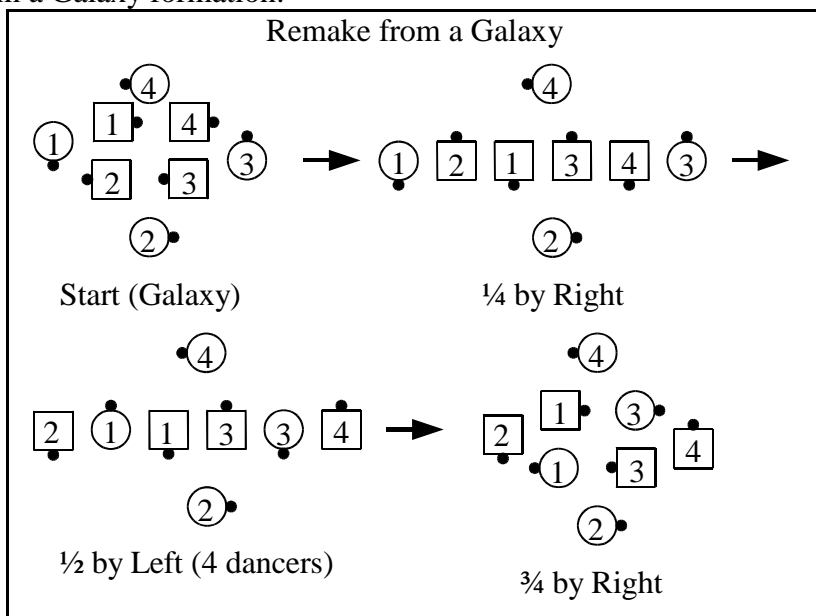 in a Galaxy formation.
Remake from a Galaxy
4
1 4
1
3
2 3
2
Start (Galaxy)
4
1 2 1 3 4 3
2
¼ by Right
4
2 1 1 3 3 4
2
½ by Left (4 dancers)
4
1 3
2 4
1 3
2
¾ by Right